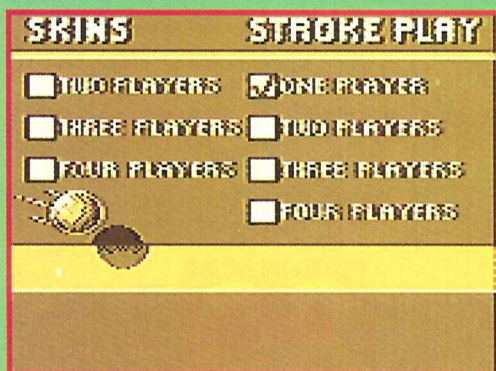 SKINS STROKE PLAY
TWO PLAYERS ONE PLAYER
THREE PLAYERS TWO PLAYERS
FOUR PLAYERS THREE PLAYERS
FOUR PLAYERS